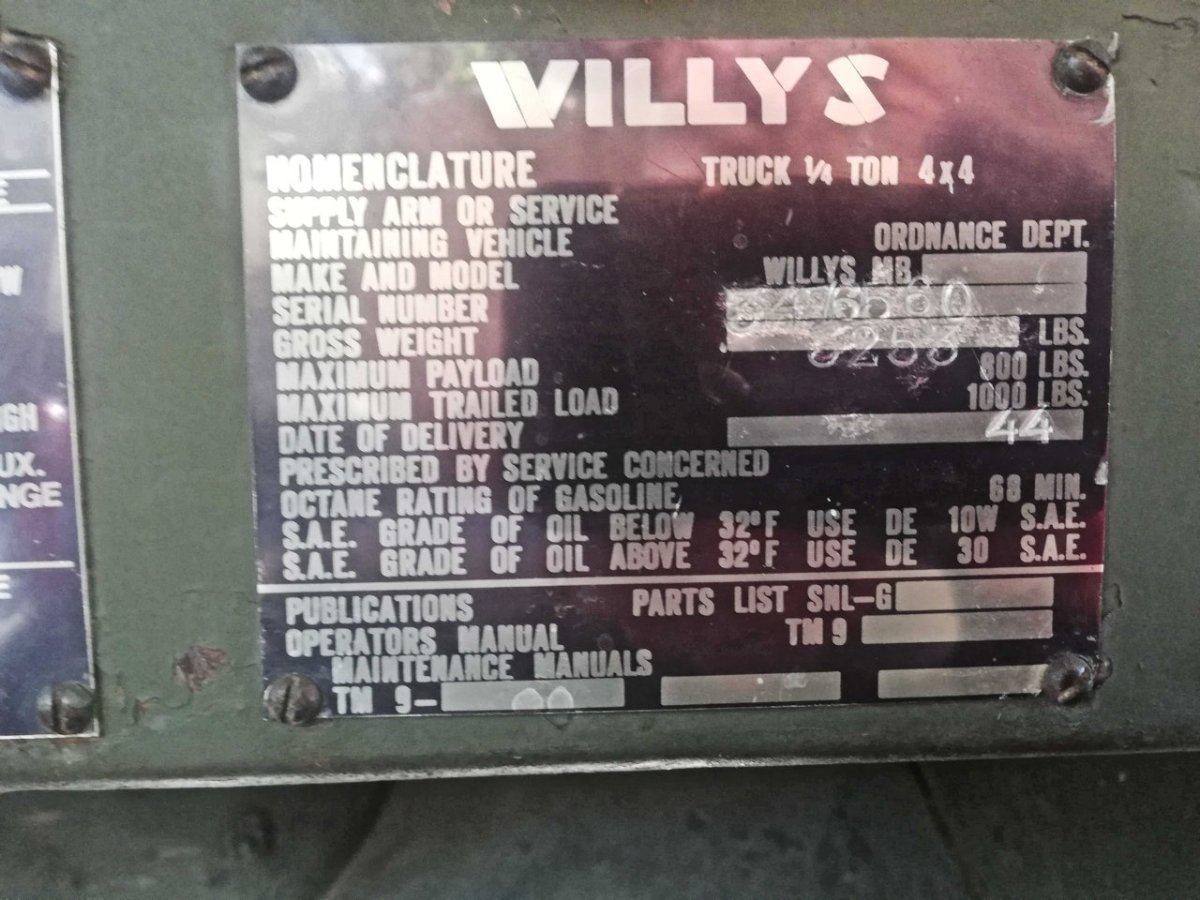 WILLYS
NOMENCLATURE TRUCK 1/4 TON 4x4
SUPPLY ARM OR SERVICE
MAINTAINING VEHICLE ORDNANCE DEPT.
MAKE AND MODEL WILLYS MB
SERIAL NUMBER
GROSS WEIGHT LBS.
MAXIMUM PAYLOAD 800 LBS.
MAXIMUM TRAILED LOAD 1000 LBS.
DATE OF DELIVERY 44
PRESCRIBED BY SERVICE CONCERNED
OCTANE RATING OF GASOLINE 68 MIN.
S.A.E. GRADE OF OIL BELOW 32°F USE DE 10W S.A.E.
S.A.E. GRADE OF OIL ABOVE 32°F USE DE 30 S.A.E.
PUBLICATIONS PARTS LIST SNL-G
OPERATORS MANUAL TM 9
MAINTENANCE MANUALS
TM 9-